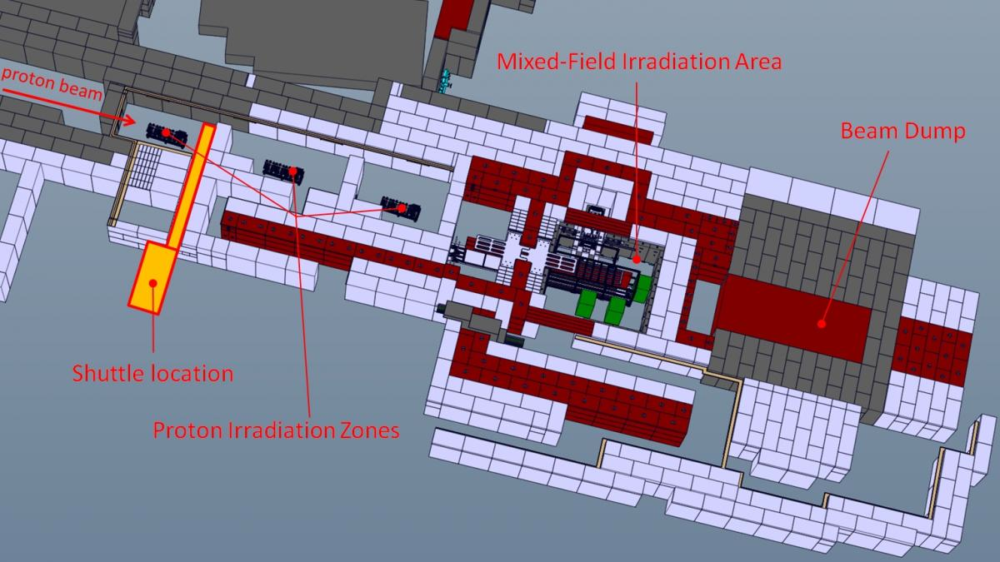 Mixed-Field Irradiation Area
proton beam
Beam Dump
Shuttle location
Proton Irradiation Zones